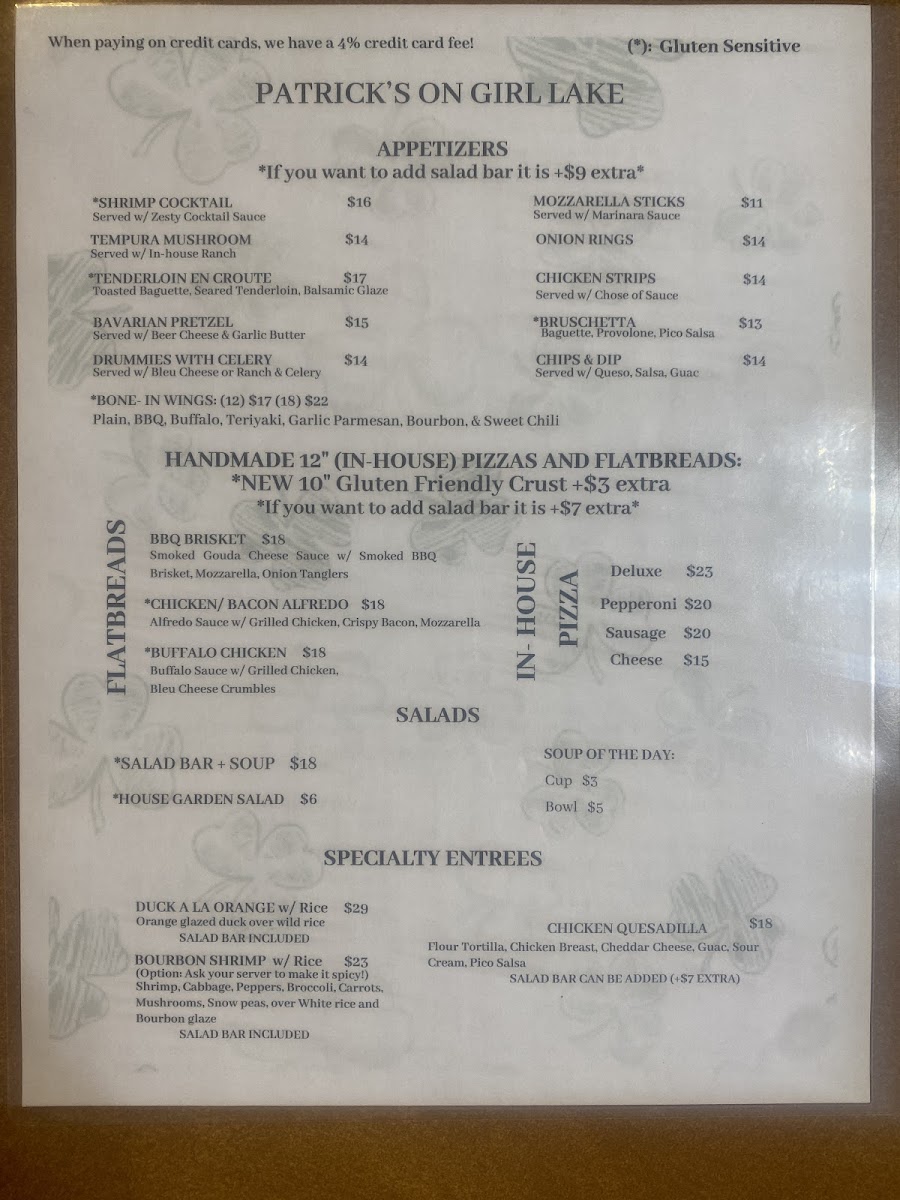 When paying on credit cards, we have a 4% credit card fee!
(*): Gluten Sensitive
PATRICK'S ON GIRL LAKE
APPETIZERS
*If you want to add salad bar it is +$9 extra*
*SHRIMP COCKTAIL $16
Served w/ Zesty Cocktail Sauce
TEMPURA MUSHROOM $14
Served w/ In-house Ranch
*TENDERLOIN EN CROUTE $17
Toasted Baguette, Seared Tenderloin, Balsamic Glaze
BAVARIAN PRETZEL $15
Served w/ Beer Cheese & Garlic Butter
DRUMMIES WITH CELERY $14
Served w/ Bleu Cheese or Ranch & Celery
*BONE- IN WINGS: (12) $17 (18) $22
Plain, BBQ, Buffalo, Teriyaki, Garlic Parmesan, Bourbon, & Sweet Chili
MOZZARELLA STICKS $11
Served w/ Marinara Sauce
ONION RINGS $14
CHICKEN STRIPS $14
Served w/ Chose of Sauce
*BRUSCHETTA $13
Baguette, Provolone, Pico Salsa
CHIPS & DIP $14
Served w/ Queso, Salsa, Guac
HANDMADE 12" (IN-HOUSE) PIZZAS AND FLATBREADS:
*NEW 10" Gluten Friendly Crust +$3 extra
*If you want to add salad bar it is +$7 extra*
FLATBREADS
BBQ BRISKET $18
Smoked Gouda Cheese Sauce w/ Smoked BBQ
Brisket, Mozzarella, Onion Tanglers
*CHICKEN/ BACON ALFREDO $18
Alfredo Sauce w/ Grilled Chicken, Crispy Bacon, Mozzarella
*BUFFALO CHICKEN $18
Buffalo Sauce w/ Grilled Chicken,
Bleu Cheese Crumbles
IN- HOUSE
PIZZA
Deluxe $23
Pepperoni $20
Sausage $20
Cheese $15
SALADS
*SALAD BAR + SOUP $18
*HOUSE GARDEN SALAD $6
SOUP OF THE DAY:
Cup $3
Bowl $5
SPECIALTY ENTREES
DUCK A LA ORANGE w/ Rice $29
Orange glazed duck over wild rice
SALAD BAR INCLUDED
BOURBON SHRIMP w/ Rice $23
(Option: Ask your server to make it spicy!)
Shrimp, Cabbage, Peppers, Broccoli, Carrots,
Mushrooms, Snow peas, over White rice and
Bourbon glaze
SALAD BAR INCLUDED
CHICKEN QUESADILLA $18
Flour Tortilla, Chicken Breast, Cheddar Cheese, Guac, Sour
Cream, Pico Salsa
SALAD BAR CAN BE ADDED (+$7 EXTRA)